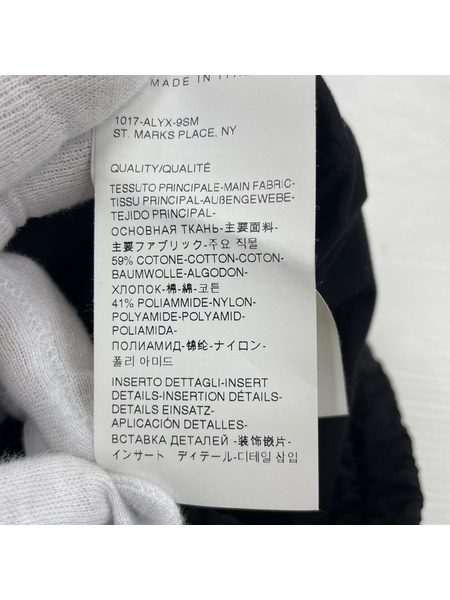 MADE IN
1017-ALYX-9SM
ST. MARKS PLACE, NY
QUALITY/QUALITÉ
TESSUTO PRINCIPALE-MAIN FABRIC-
TISSU PRINCIPAL-AUßENGEWEBE-
TEJIDO PRINCIPAL-
ОСНОВНАЯ ТКАНЬ-主要面料-
主要ファブリック-주요 직물
59% COTONE-COTTON-COTON-
BAUMWOLLE-ALGODON-
ХЛОПОК-棉-綿-코튼
41% POLIAMMIDE-NYLON-
POLYAMIDE-POLYAMID-
POLIAMIDA-
ПОЛИАМИД-锦纶-ナイロン-
폴리 아미드
INSERTO DETTAGLI-INSERT
DETAILS-INSERTION DÉTAILS-
DETAILS EINSATZ-
APLICACIÓN DETALLES-
ВСТАВКА ДЕТАЛЕЙ-装饰嵌片-
インサート ディテール-디테일 삽입